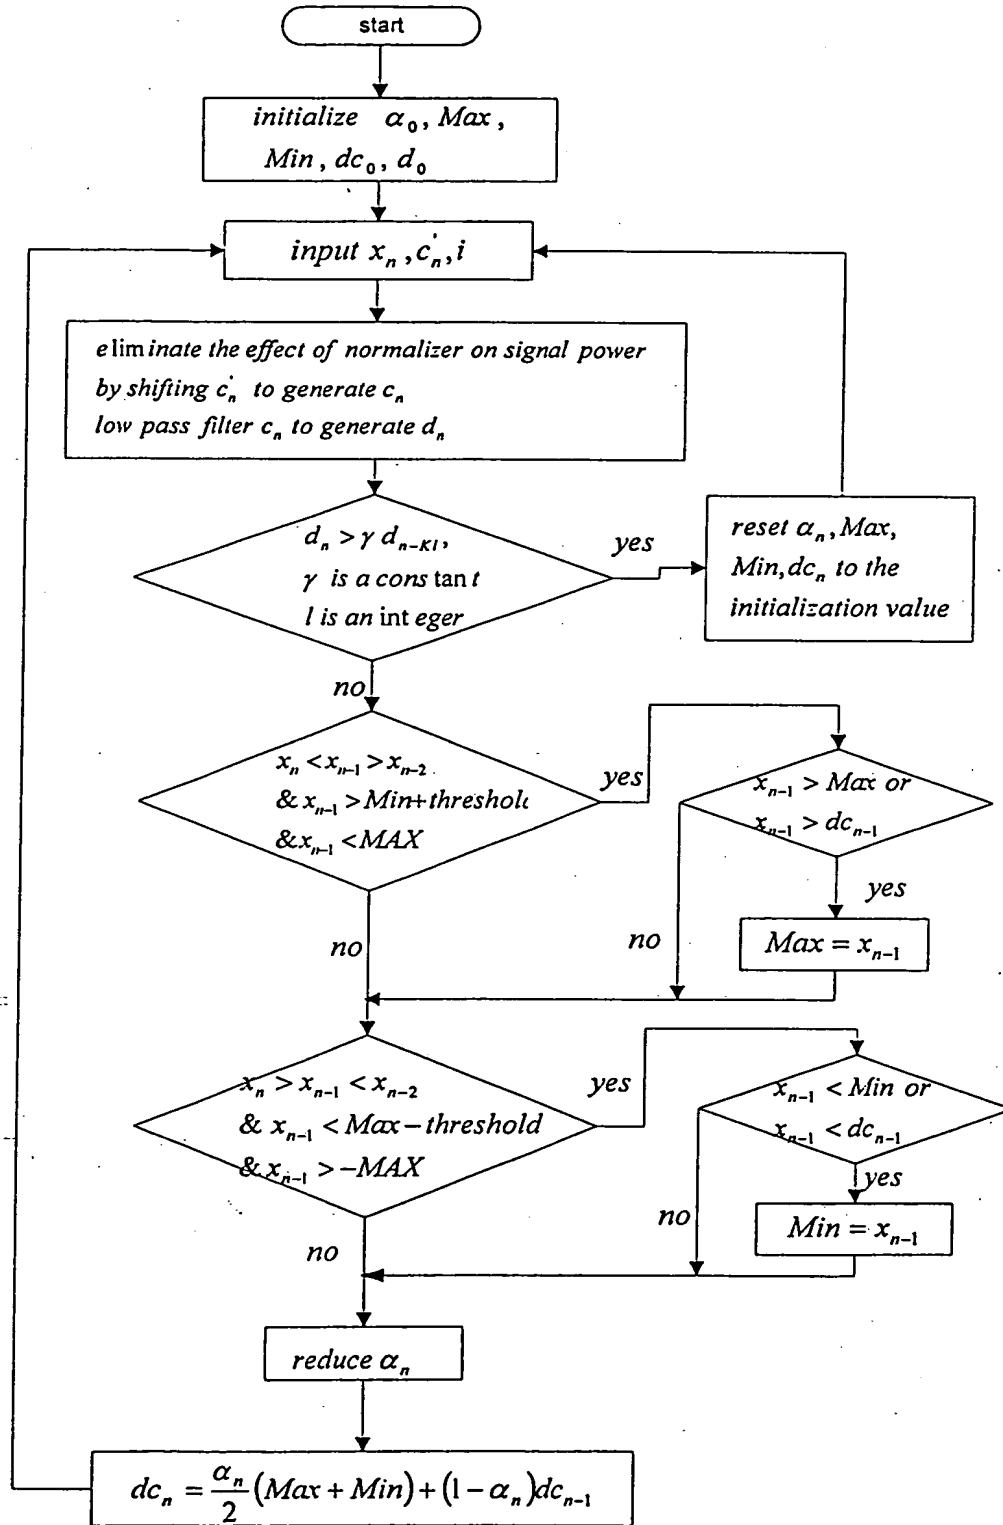 start
initialize α₀, Max,
Min, dc₀, d₀
input xₙ, c'ₙ, i
eliminate the effect of normalizer on signal power
by shifting c'ₙ to generate cₙ
low pass filter cₙ to generate dₙ
dₙ > γ dₙ₋Kl,
γ is a cons tan t
l is an int eger
yes
reset αₙ, Max,
Min, dcₙ to the
initialization value
no
xₙ < xₙ₋₁ > xₙ₋₂
& xₙ₋₁ > Min+threshold
& xₙ₋₁ < MAX
yes
xₙ₋₁ > Max or
xₙ₋₁ > dcₙ₋₁
yes
no
no
Max = xₙ₋₁
xₙ > xₙ₋₁ < xₙ₋₂
& xₙ₋₁ < Max − threshold
& xₙ₋₁ > −MAX
yes
xₙ₋₁ < Min or
xₙ₋₁ < dcₙ₋₁
yes
no
no
Min = xₙ₋₁
reduce αₙ
dcₙ = αₙ/2 (Max + Min) + (1 − αₙ)dcₙ₋₁